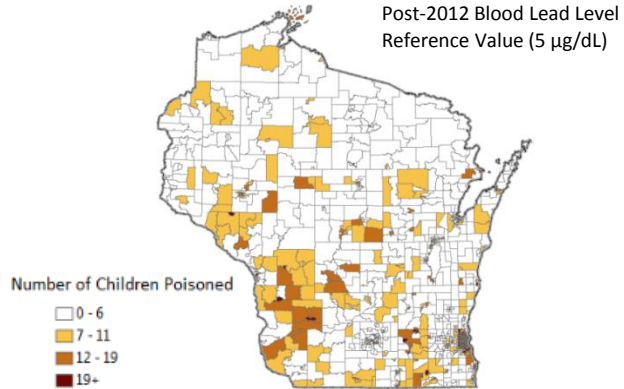 Post-2012 Blood Lead Level
Reference Value (5 µg/dL)
Number of Children Poisoned
0 - 6
7 - 11
12 - 19
19+